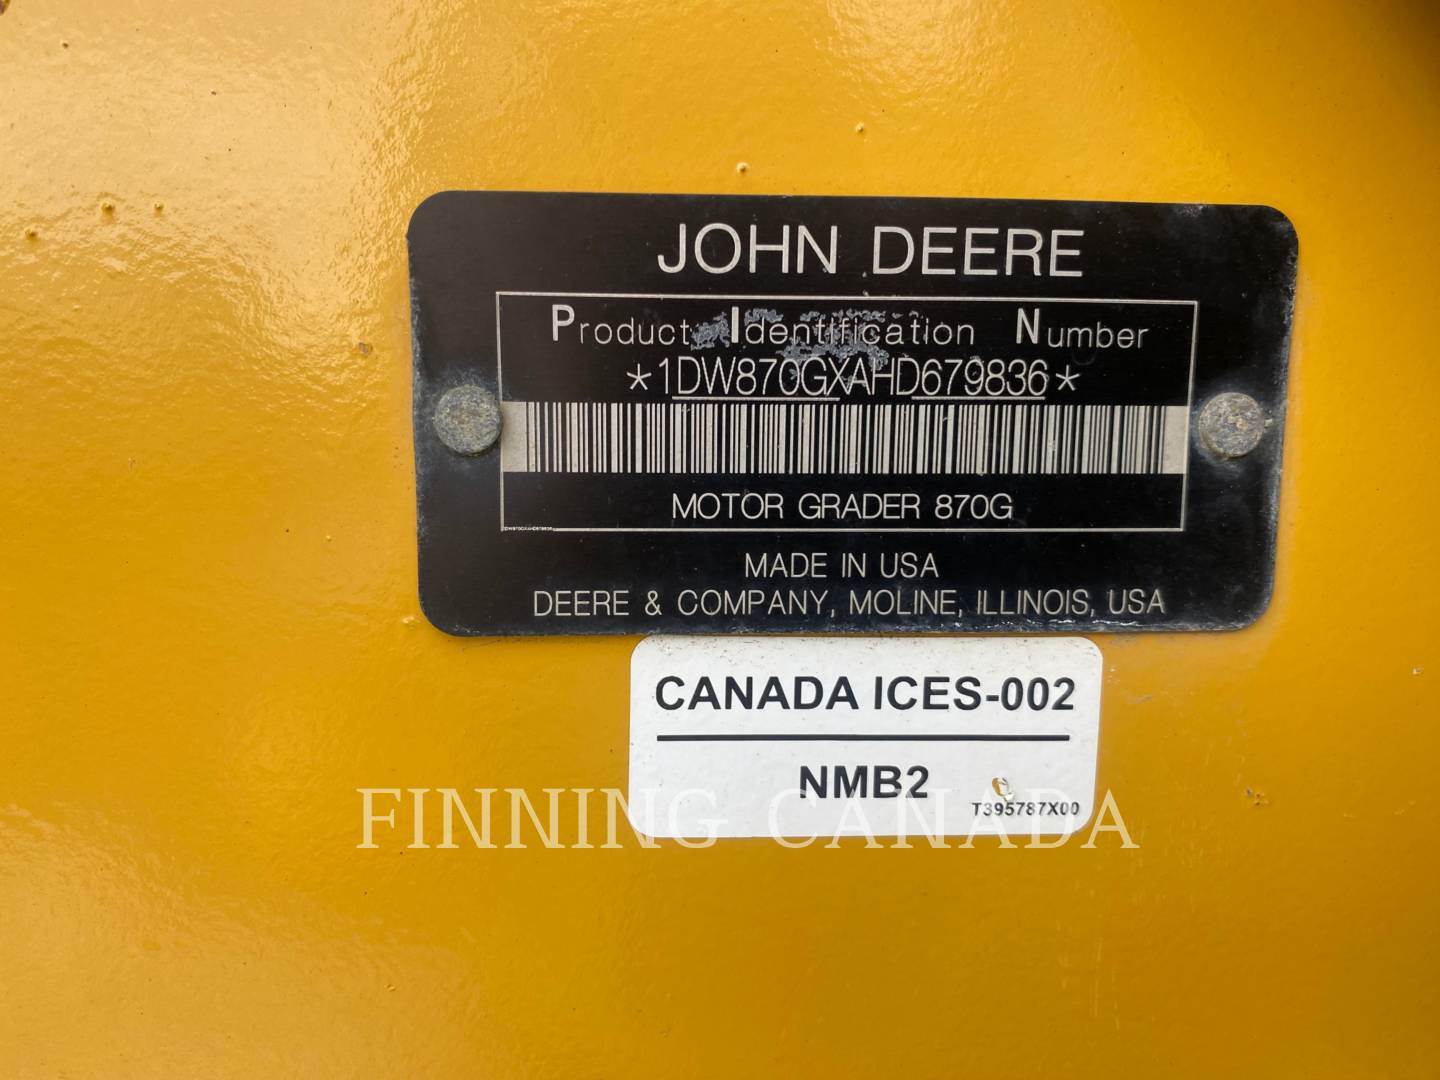 JOHN DEERE
Product Identification Number
*1DW870GXAHD679836*
MOTOR GRADER 870G
1DW870GXAHD679836
MADE IN USA
DEERE & COMPANY, MOLINE, ILLINOIS, USA
CANADA ICES-002
NMB2
T395787X00
FINNING CANADA